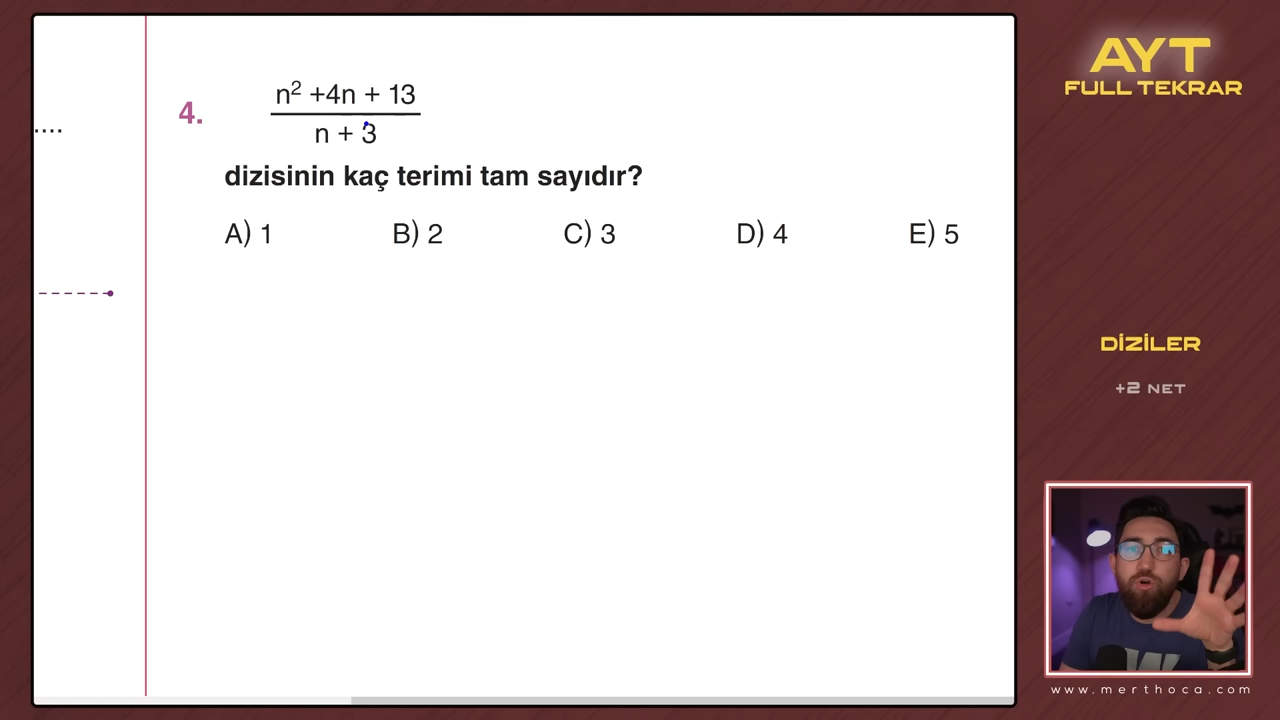 AYT
FULL TEKRAR
....
4.
n² +4n + 13
n + 3
dizisinin kaç terimi tam sayıdır?
A) 1 B) 2 C) 3 D) 4 E) 5
DİZİLER
+2 NET
www.merthoca.com